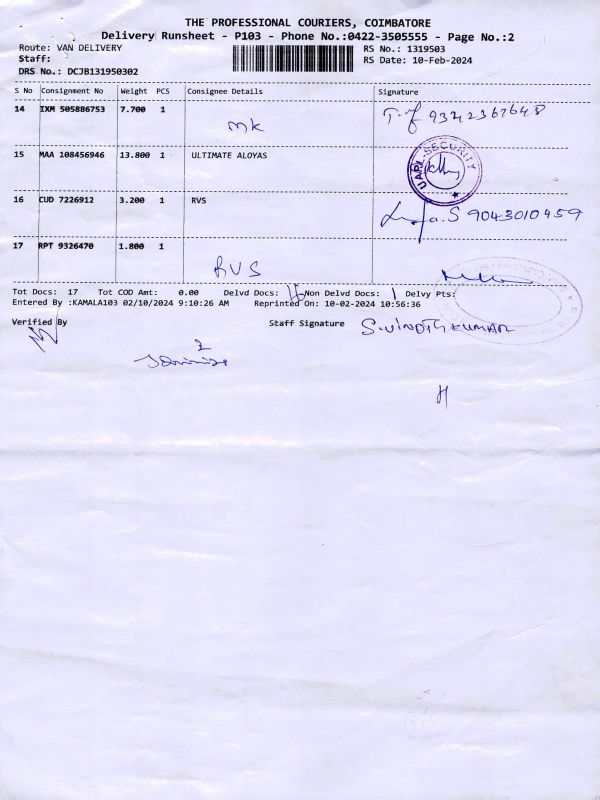 THE PROFESSIONAL COURIERS, COIMBATORE
Delivery Runsheet - P103 - Phone No.:0422-3505555 - Page No.:2
Route: VAN DELIVERY RS No.: 1319503
Staff: RS Date: 10-Feb-2024
DRS No.: DCJB131950302
S No Consignment No Weight PCS Consignee Details Signature
14 IXM 505886753 7.700 1 MK 9342367648
15 MAA 108456946 13.800 1 ULTIMATE ALOYAS
SECURITY
16 CUD 7226912 3.200 1 RVS 9043010459
17 RPT 9326470 1.800 1 RVS
Tot Docs: 17 Tot COD Amt: 0.00 Delvd Docs: 16 Non Delvd Docs: 1 Delvy Pts:
Entered By :KAMALA103 02/10/2024 9:10:26 AM Reprinted On: 10-02-2024 10:56:36
Verified By Staff Signature S.VINOTHKUMAR